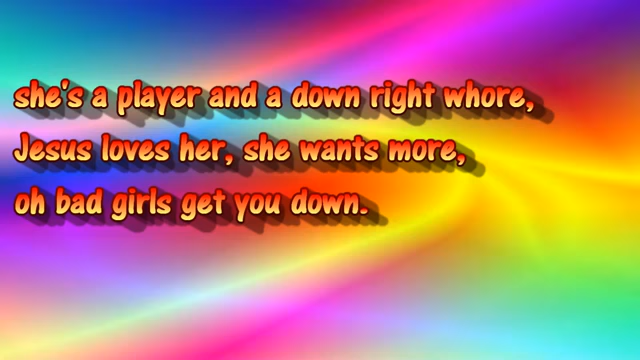 she's a player and a down right whore,
Jesus loves her, she wants more,
oh bad girls get you down.